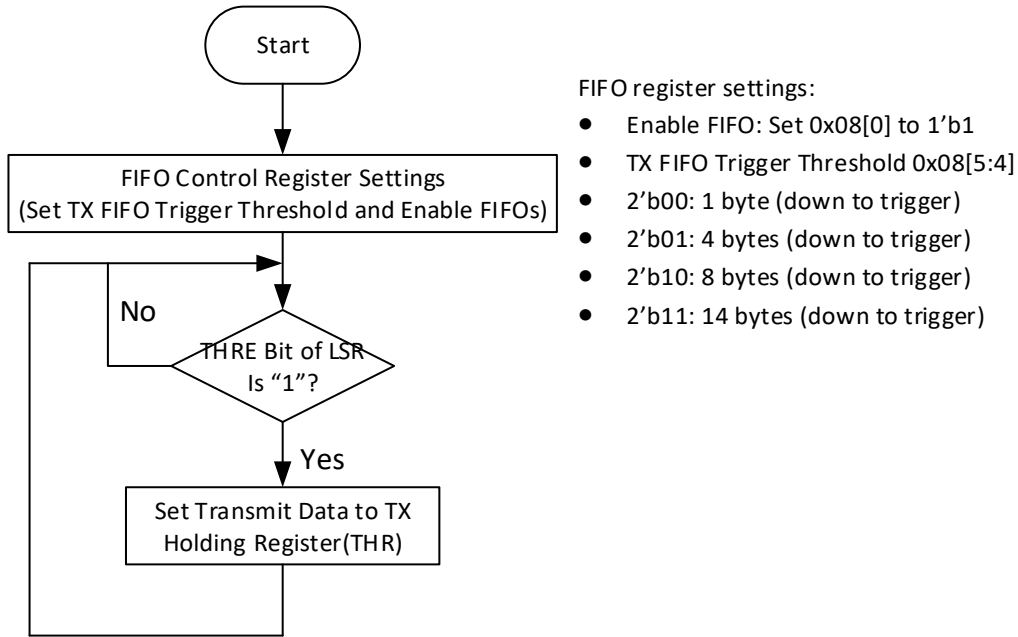 Start
FIFO Control Register Settings
(Set TX FIFO Trigger Threshold and Enable FIFOs)
No
THRE Bit of LSR
Is “1”?
Yes
Set Transmit Data to TX
Holding Register(THR)
FIFO register settings:
● Enable FIFO: Set 0x08[0] to 1’b1
● TX FIFO Trigger Threshold 0x08[5:4]
● 2’b00: 1 byte (down to trigger)
● 2’b01: 4 bytes (down to trigger)
● 2’b10: 8 bytes (down to trigger)
● 2’b11: 14 bytes (down to trigger)